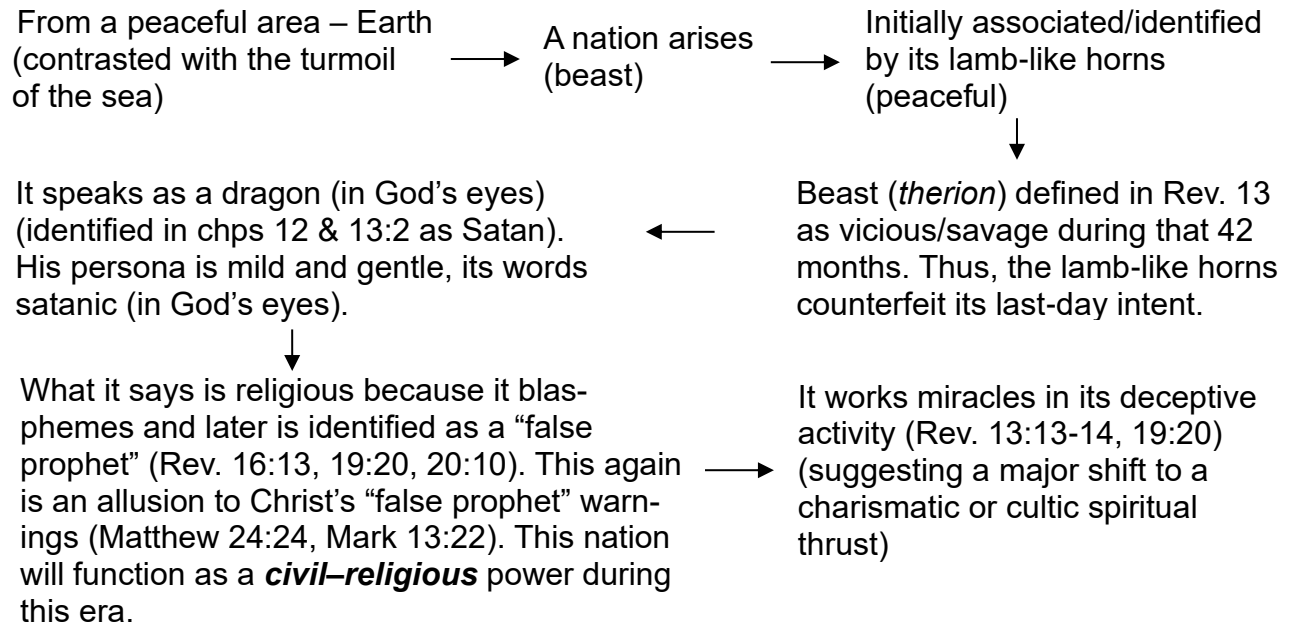 From a peaceful area – Earth
(contrasted with the turmoil
of the sea)
A nation arises
(beast)
Initially associated/identified
by its lamb-like horns
(peaceful)
Beast (therion) defined in Rev. 13
as vicious/savage during that 42
months. Thus, the lamb-like horns
counterfeit its last-day intent.
It speaks as a dragon (in God’s eyes)
(identified in chps 12 & 13:2 as Satan).
His persona is mild and gentle, its words
satanic (in God’s eyes).
What it says is religious because it blas-
phemes and later is identified as a “false
prophet” (Rev. 16:13, 19:20, 20:10). This again
is an allusion to Christ’s “false prophet” warn-
ings (Matthew 24:24, Mark 13:22). This nation
will function as a civil–religious power during
this era.
It works miracles in its deceptive
activity (Rev. 13:13-14, 19:20)
(suggesting a major shift to a
charismatic or cultic spiritual
thrust)